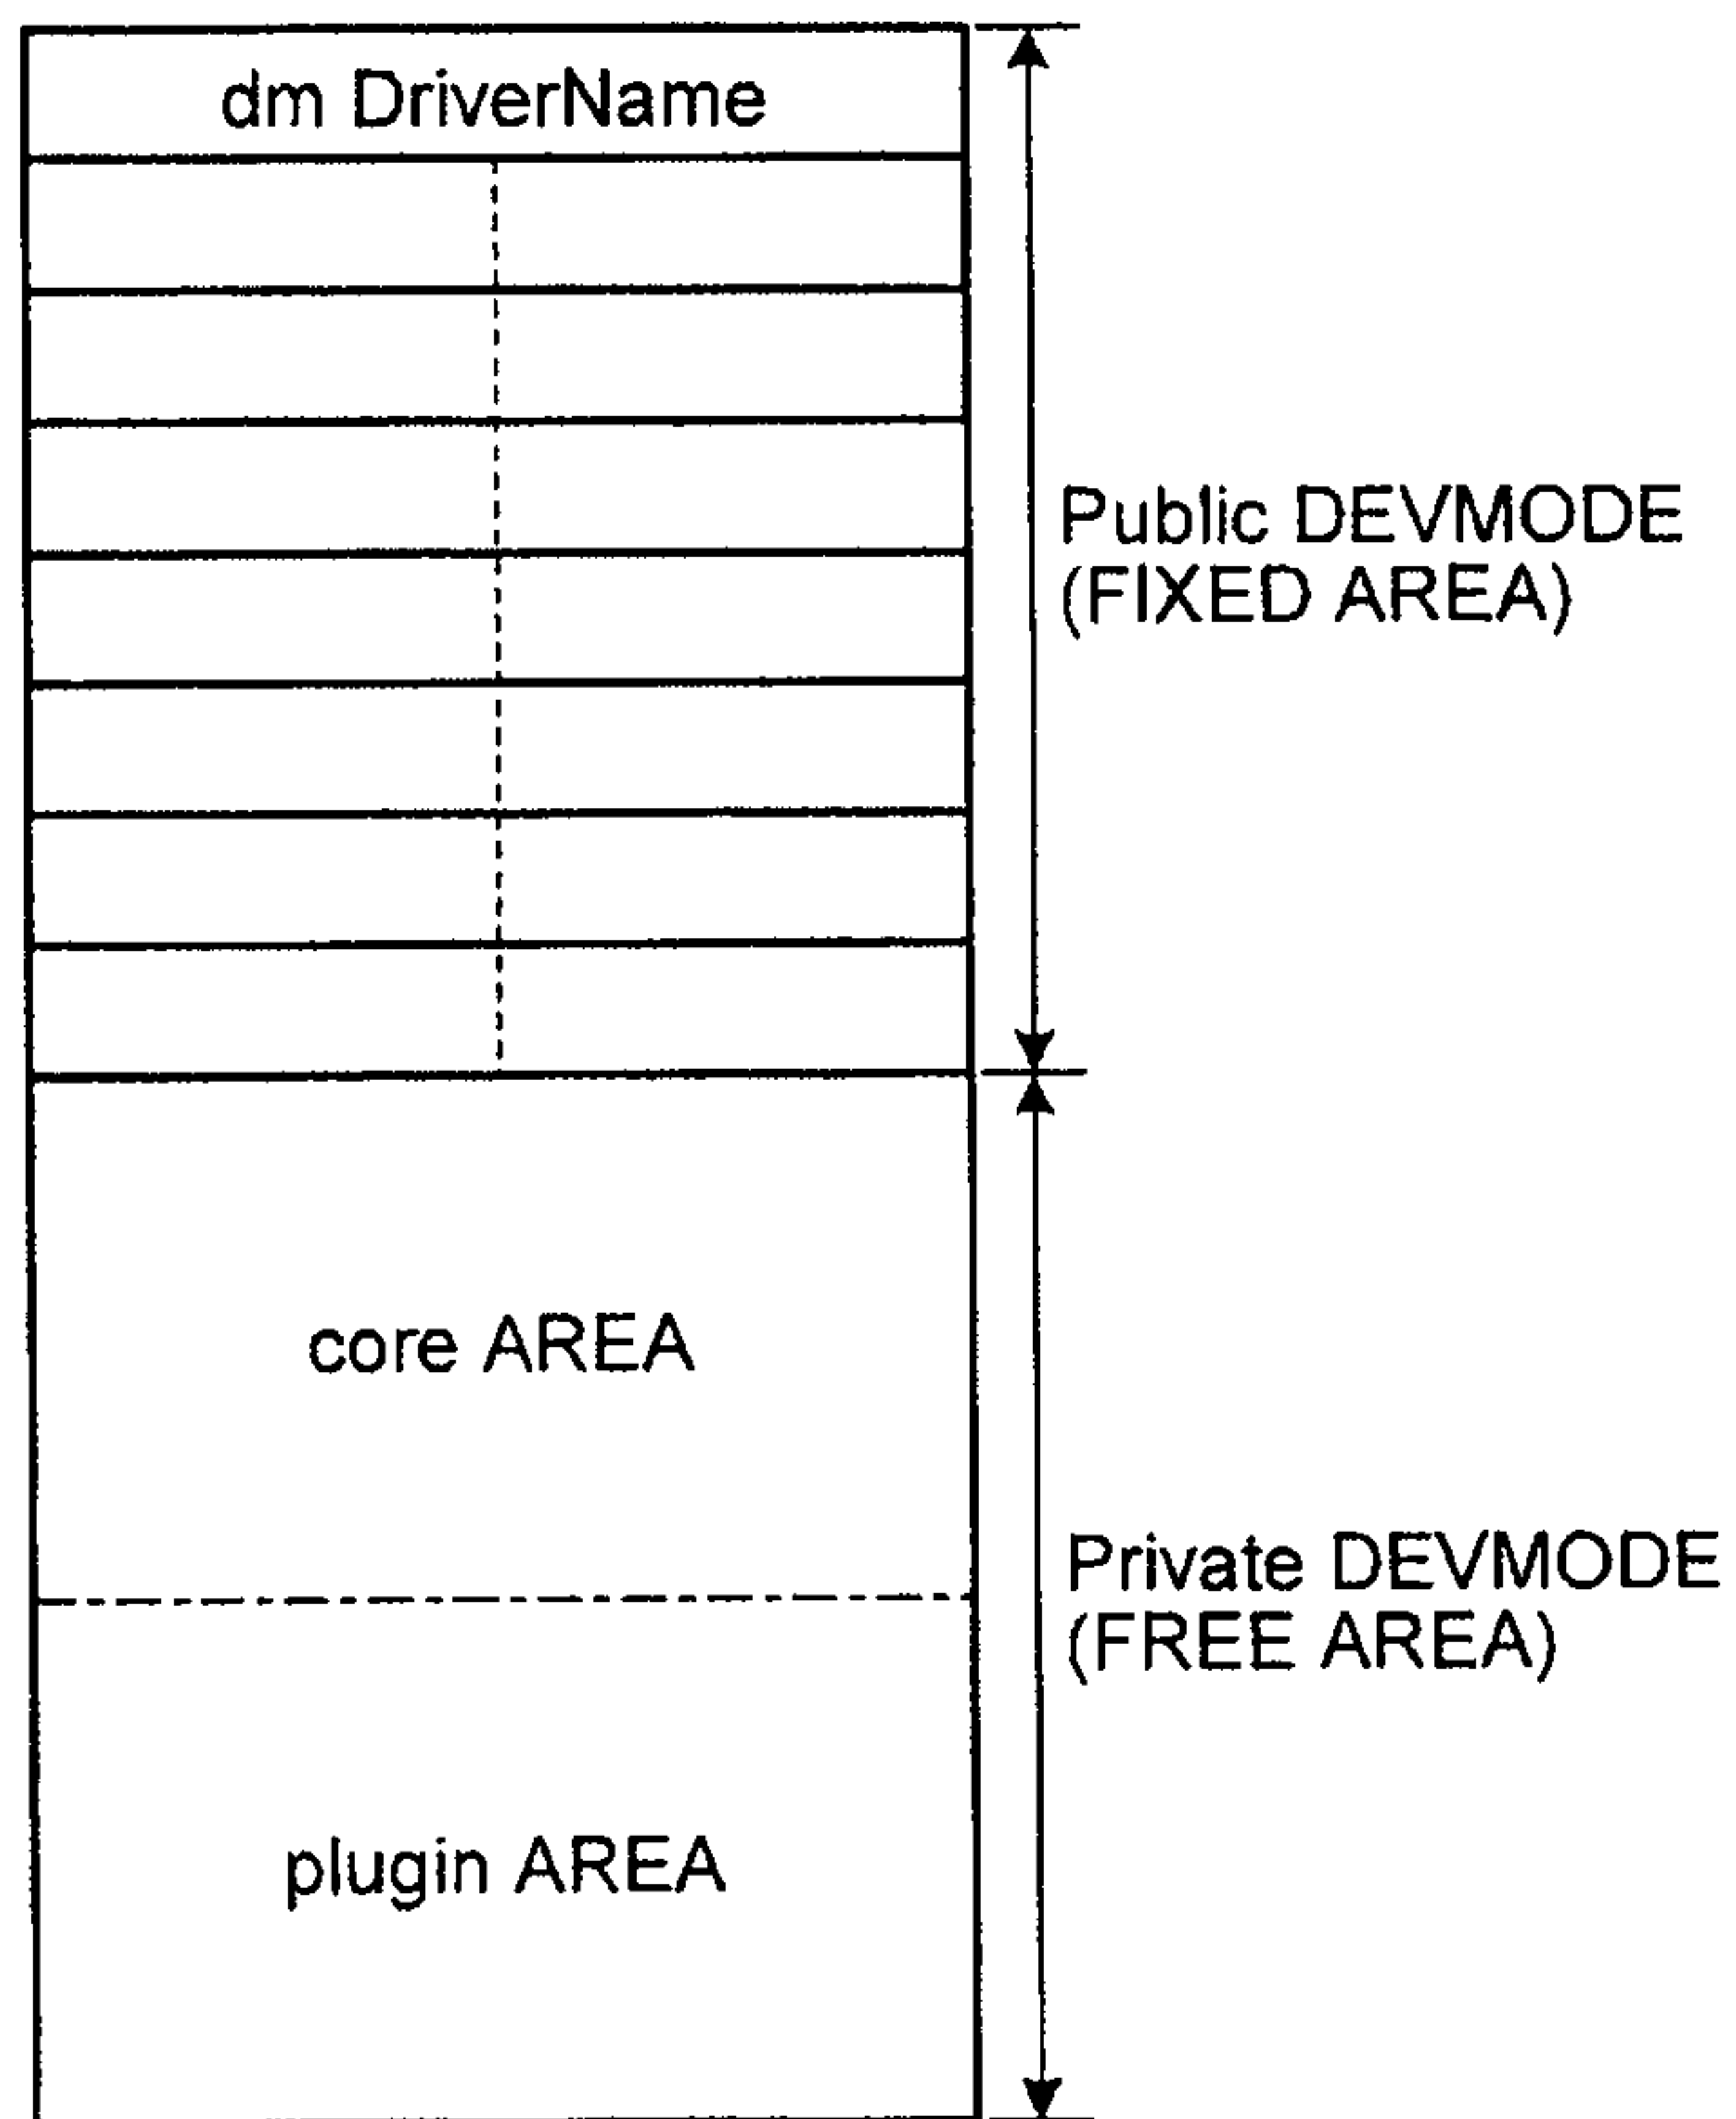 dm DriverName
Public DEVMODE
(FIXED AREA)
core AREA
Private DEVMODE
(FREE AREA)
plugin AREA